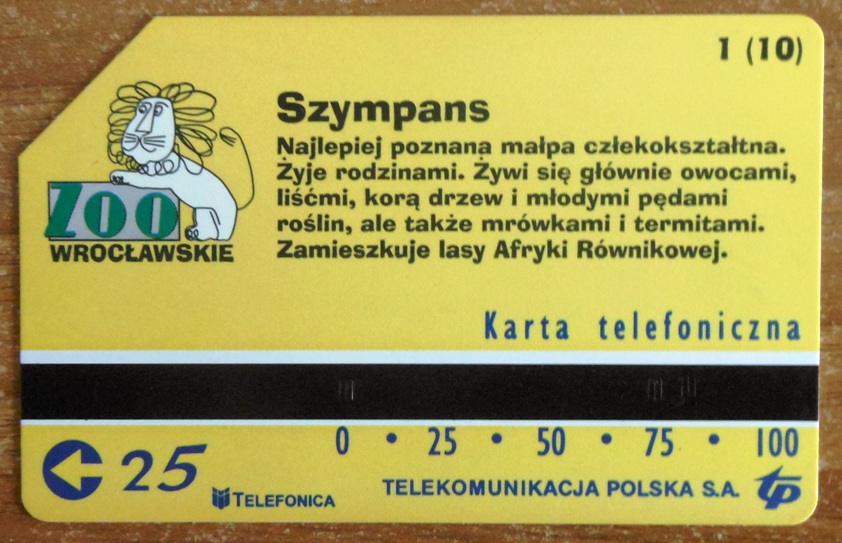 1 (10)
Szympans
Najlepiej poznana małpa człekokształtna.
Żyje rodzinami. Żywi się głównie owocami,
liśćmi, korą drzew i młodymi pędami
roślin, ale także mrówkami i termitami.
Zamieszkuje lasy Afryki Równikowej.
ZOO
WROCŁAWSKIE
Karta telefoniczna
0 • 25 • 50 • 75 • 100
25
TELEFONICA
TELEKOMUNIKACJA POLSKA S.A. tp